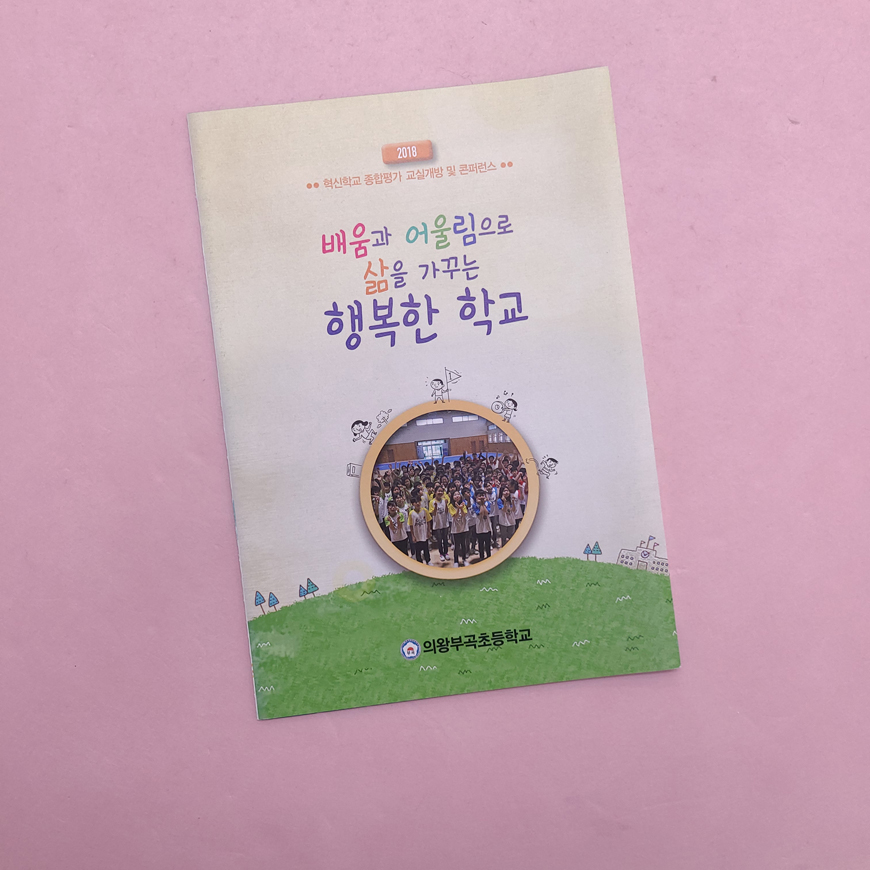 2018
혁신학교 종합평가 교실개방 및 콘퍼런스
배움과 어울림으로
삶을 가꾸는
행복한 학교
의왕부곡초등학교